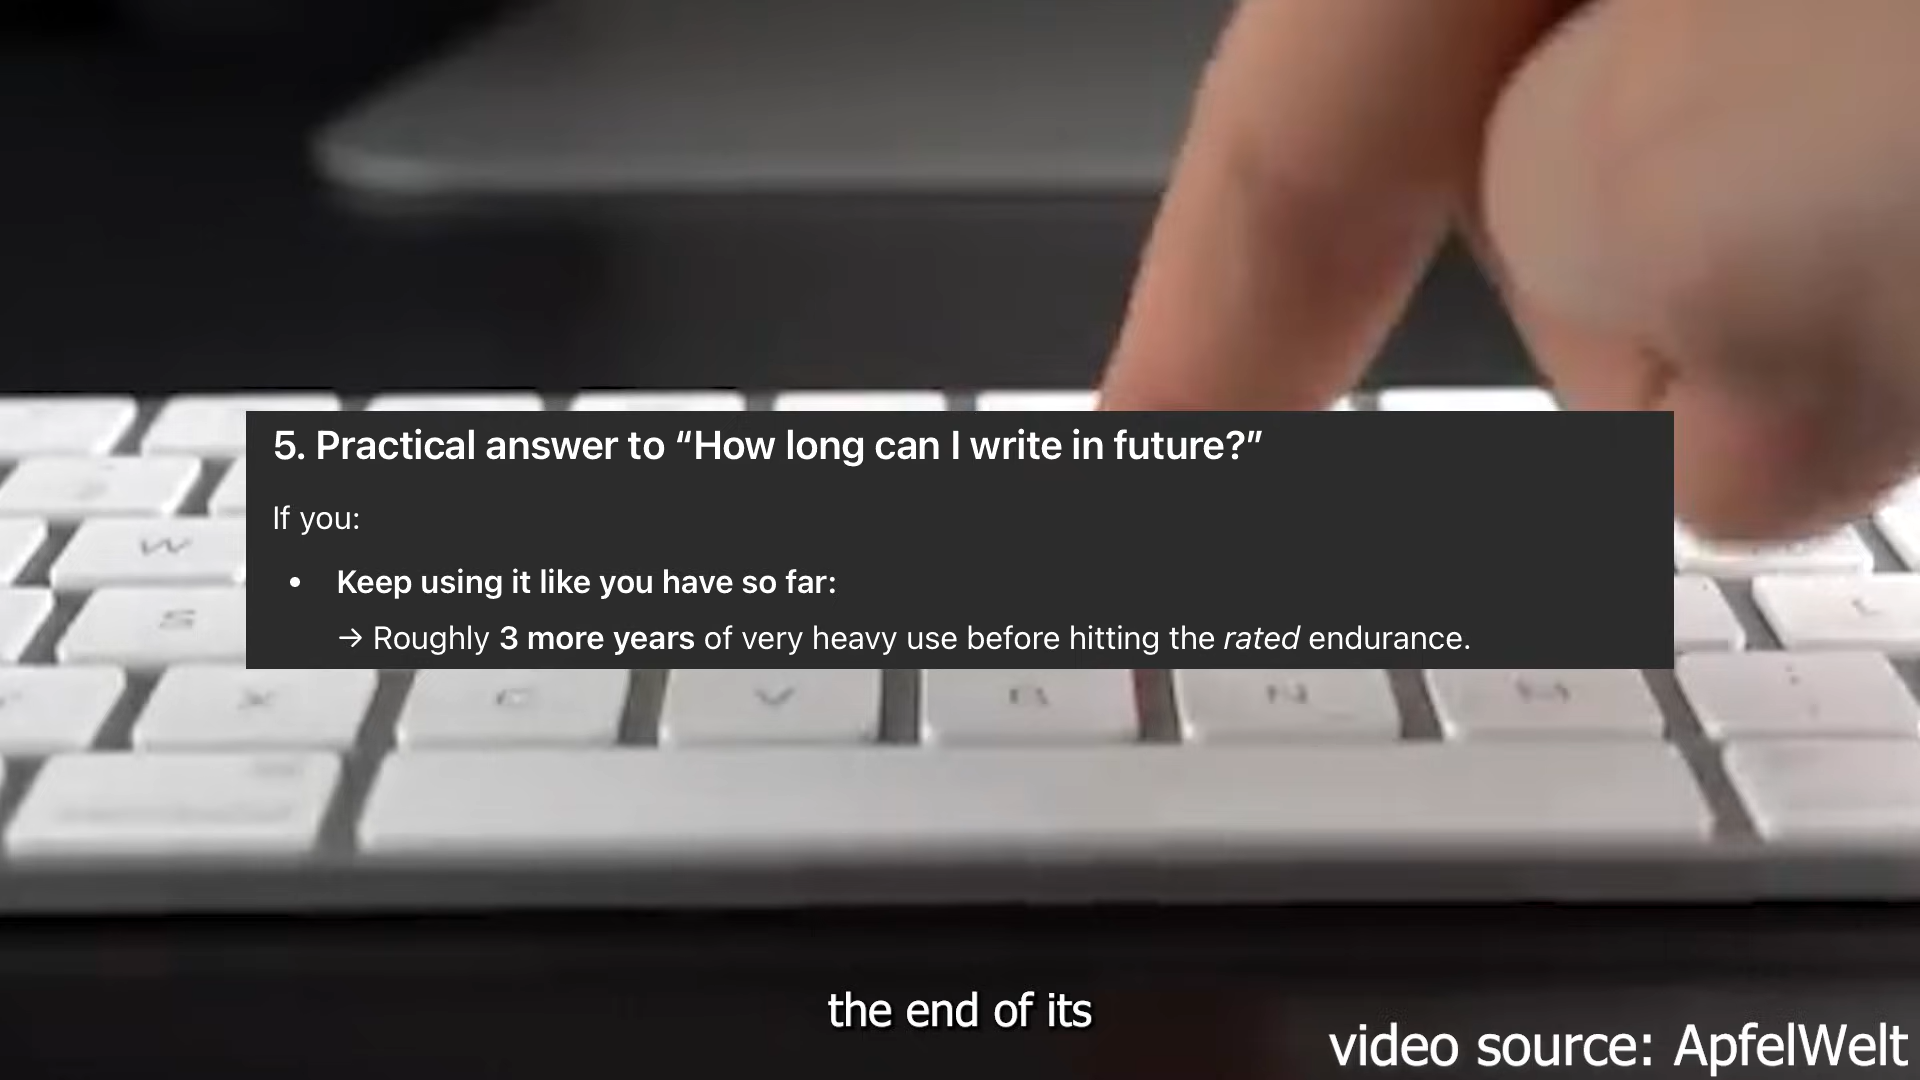 5. Practical answer to “How long can I write in future?”
If you:
• Keep using it like you have so far:
→ Roughly 3 more years of very heavy use before hitting the rated endurance.
W
S
L
X C V B N M
the end of its
video source: ApfelWelt